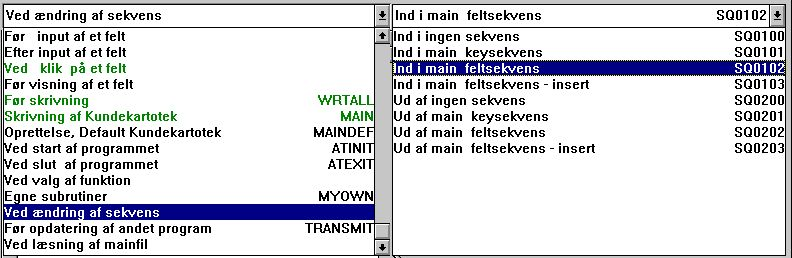 Ved ændring af sekvens
Før input af et felt
Efter input af et felt
Ved klik på et felt
Før visning af et felt
Før skrivning WRTALL
Skrivning af Kundekartotek MAIN
Oprettelse, Default Kundekartotek MAINDEF
Ved start af programmet ATINIT
Ved slut af programmet ATEXIT
Ved valg af funktion
Egne subrutiner MYOWN
Ved ændring af sekvens
Før opdatering af andet program TRANSMIT
Ved læsning af mainfil
Ind i main feltsekvens SQ0102
Ind i ingen sekvens SQ0100
Ind i main keysekvens SQ0101
Ind i main feltsekvens SQ0102
Ind i main feltsekvens - insert SQ0103
Ud af ingen sekvens SQ0200
Ud af main keysekvens SQ0201
Ud af main feltsekvens SQ0202
Ud af main feltsekvens - insert SQ0203